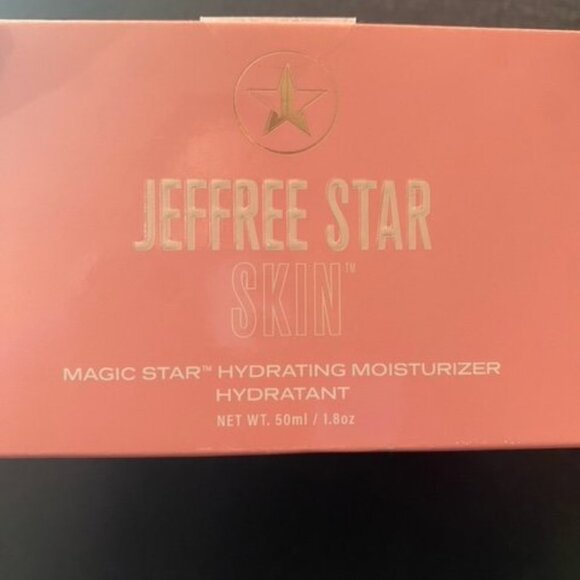 JEFFREE STAR
SKIN™
MAGIC STAR™ HYDRATING MOISTURIZER
HYDRATANT
NET WT. 50ml / 1.8oz